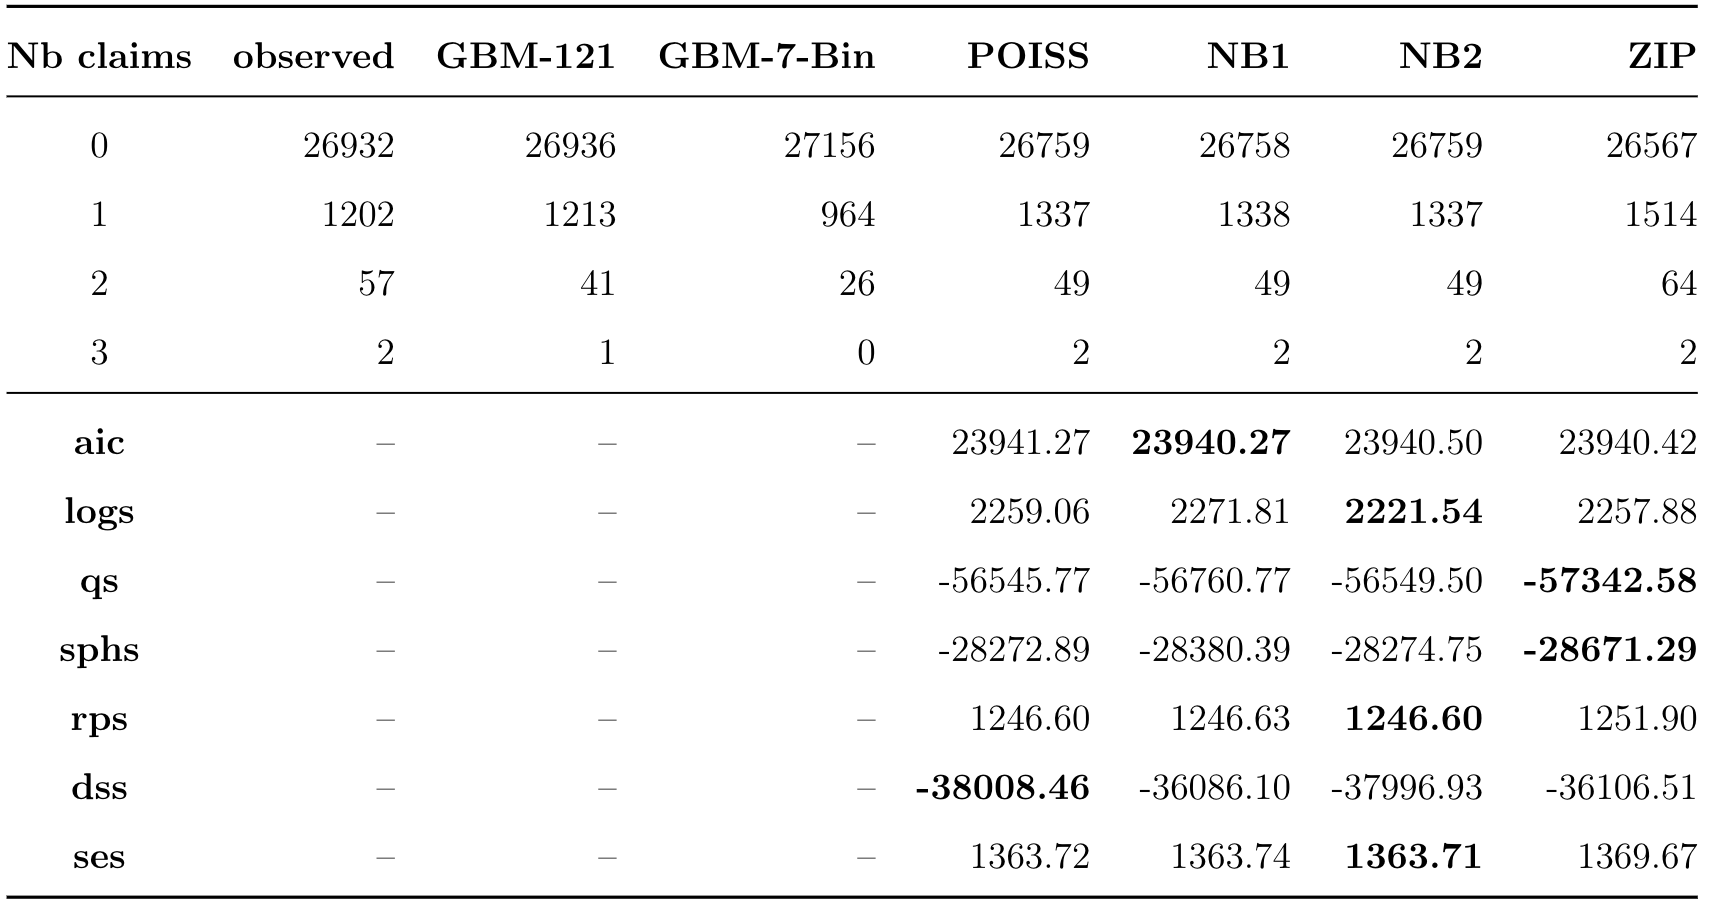 Nb claims observed GBM-121 GBM-7-Bin POISS NB1 NB2 ZIP
0 26932 26936 27156 26759 26758 26759 26567
1 1202 1213 964 1337 1338 1337 1514
2 57 41 26 49 49 49 64
3 2 1 0 2 2 2 2
aic – – – 23941.27 23940.27 23940.50 23940.42
logs – – – 2259.06 2271.81 2221.54 2257.88
qs – – – -56545.77 -56760.77 -56549.50 -57342.58
sphs – – – -28272.89 -28380.39 -28274.75 -28671.29
rps – – – 1246.60 1246.63 1246.60 1251.90
dss – – – -38008.46 -36086.10 -37996.93 -36106.51
ses – – – 1363.72 1363.74 1363.71 1369.67